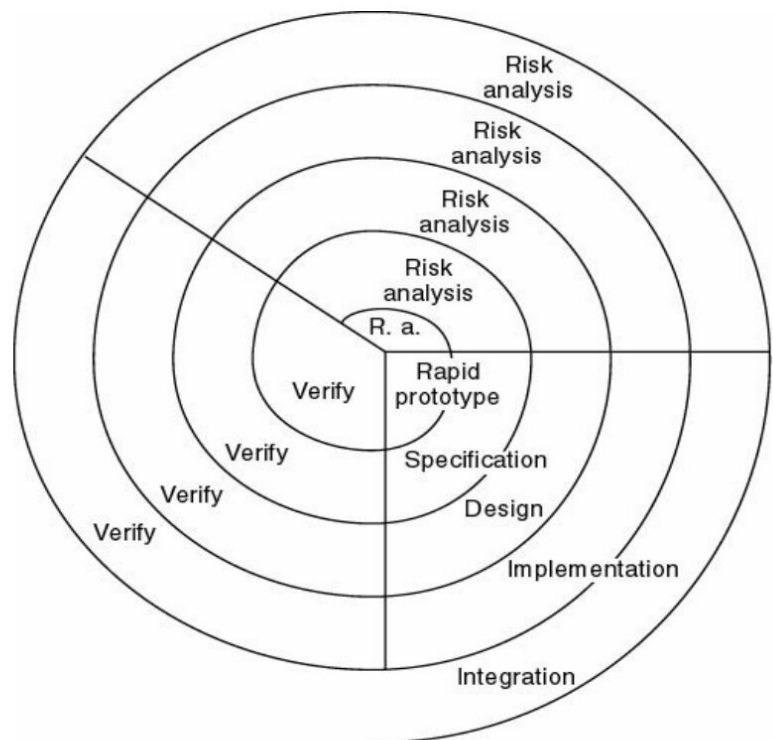 Risk
analysis
Risk
analysis
Risk
analysis
Risk
analysis
R. a.
Rapid
prototype
Verify
Verify
Specification
Verify
Design
Verify
Implementation
Integration